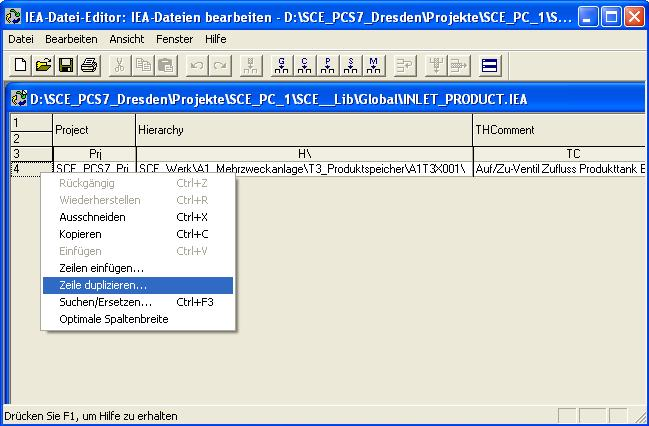 IEA-Datei-Editor: IEA-Dateien bearbeiten - D:\SCE_PCS7_Dresden\Projekte\SCE_PC_1\S...
Datei Bearbeiten Ansicht Fenster Hilfe
G C P S M
D:\SCE_PCS7_Dresden\Projekte\SCE_PC_1\SCE__Lib\Global\INLET_PRODUCT.IEA
1 Project Hierarchy THComment
2
3 Prj H\ TC
4 SCE_PCS7_Prj SCE_Werk\A1_Mehrzweckanlage\T3_Produktspeicher\A1T3X001\ Auf/Zu-Ventil Zufluss Produkttank B
Rückgängig Ctrl+Z
Wiederherstellen Ctrl+R
Ausschneiden Ctrl+X
Kopieren Ctrl+C
Einfügen Ctrl+V
Zeilen einfügen...
Zeile duplizieren...
Suchen/Ersetzen... Ctrl+F3
Optimale Spaltenbreite
Drücken Sie F1, um Hilfe zu erhalten